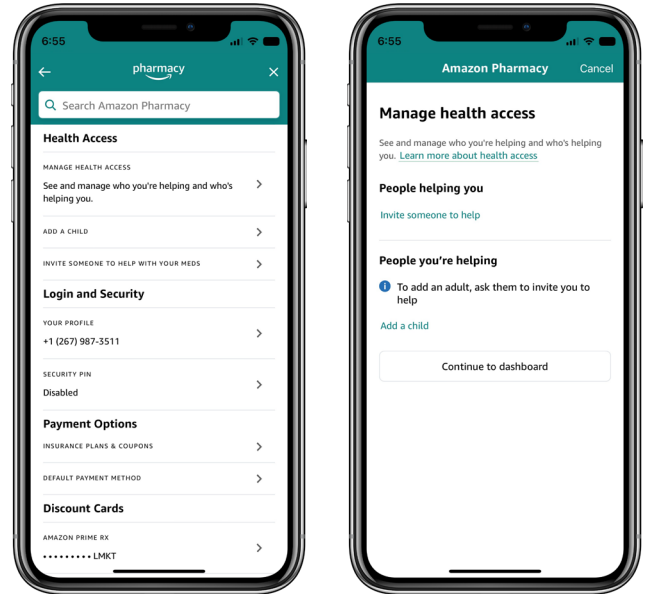 6:55
pharmacy
Search Amazon Pharmacy
Health Access
MANAGE HEALTH ACCESS
See and manage who you're helping and who's
helping you.
ADD A CHILD
INVITE SOMEONE TO HELP WITH YOUR MEDS
Login and Security
YOUR PROFILE
+1 (267) 987-3511
SECURITY PIN
Disabled
Payment Options
INSURANCE PLANS & COUPONS
DEFAULT PAYMENT METHOD
Discount Cards
AMAZON PRIME RX
••••••••• LMKT
6:55
Amazon Pharmacy Cancel
Manage health access
See and manage who you're helping and who's helping
you. Learn more about health access
People helping you
Invite someone to help
People you're helping
To add an adult, ask them to invite you to
help
Add a child
Continue to dashboard